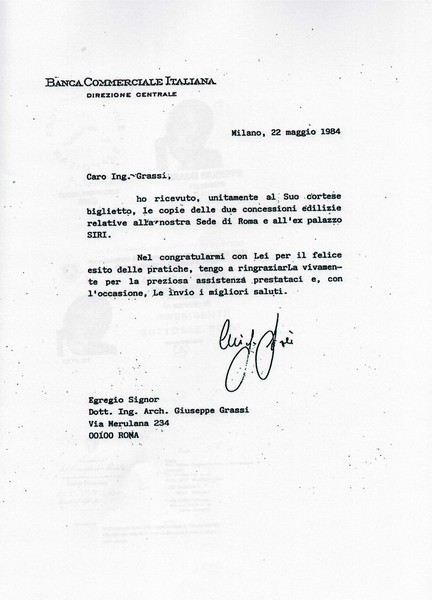 BANCA COMMERCIALE ITALIANA
DIREZIONE CENTRALE
Milano, 22 maggio 1984
Caro Ing. Grassi,
ho ricevuto, unitamente al Suo cortese
biglietto, le copie delle due concessioni edilizie
relative alla nostra Sede di Roma e all'ex palazzo
SIRI.
Nel congratularmi con Lei per il felice
esito delle pratiche, tengo a ringraziarLa vivamen-
te per la preziosa assistenza prestataci e, con
l'occasione, Le invio i migliori saluti.
Egregio Signor
Dott. Ing. Arch. Giuseppe Grassi
Via Merulana 234
00100 ROMA